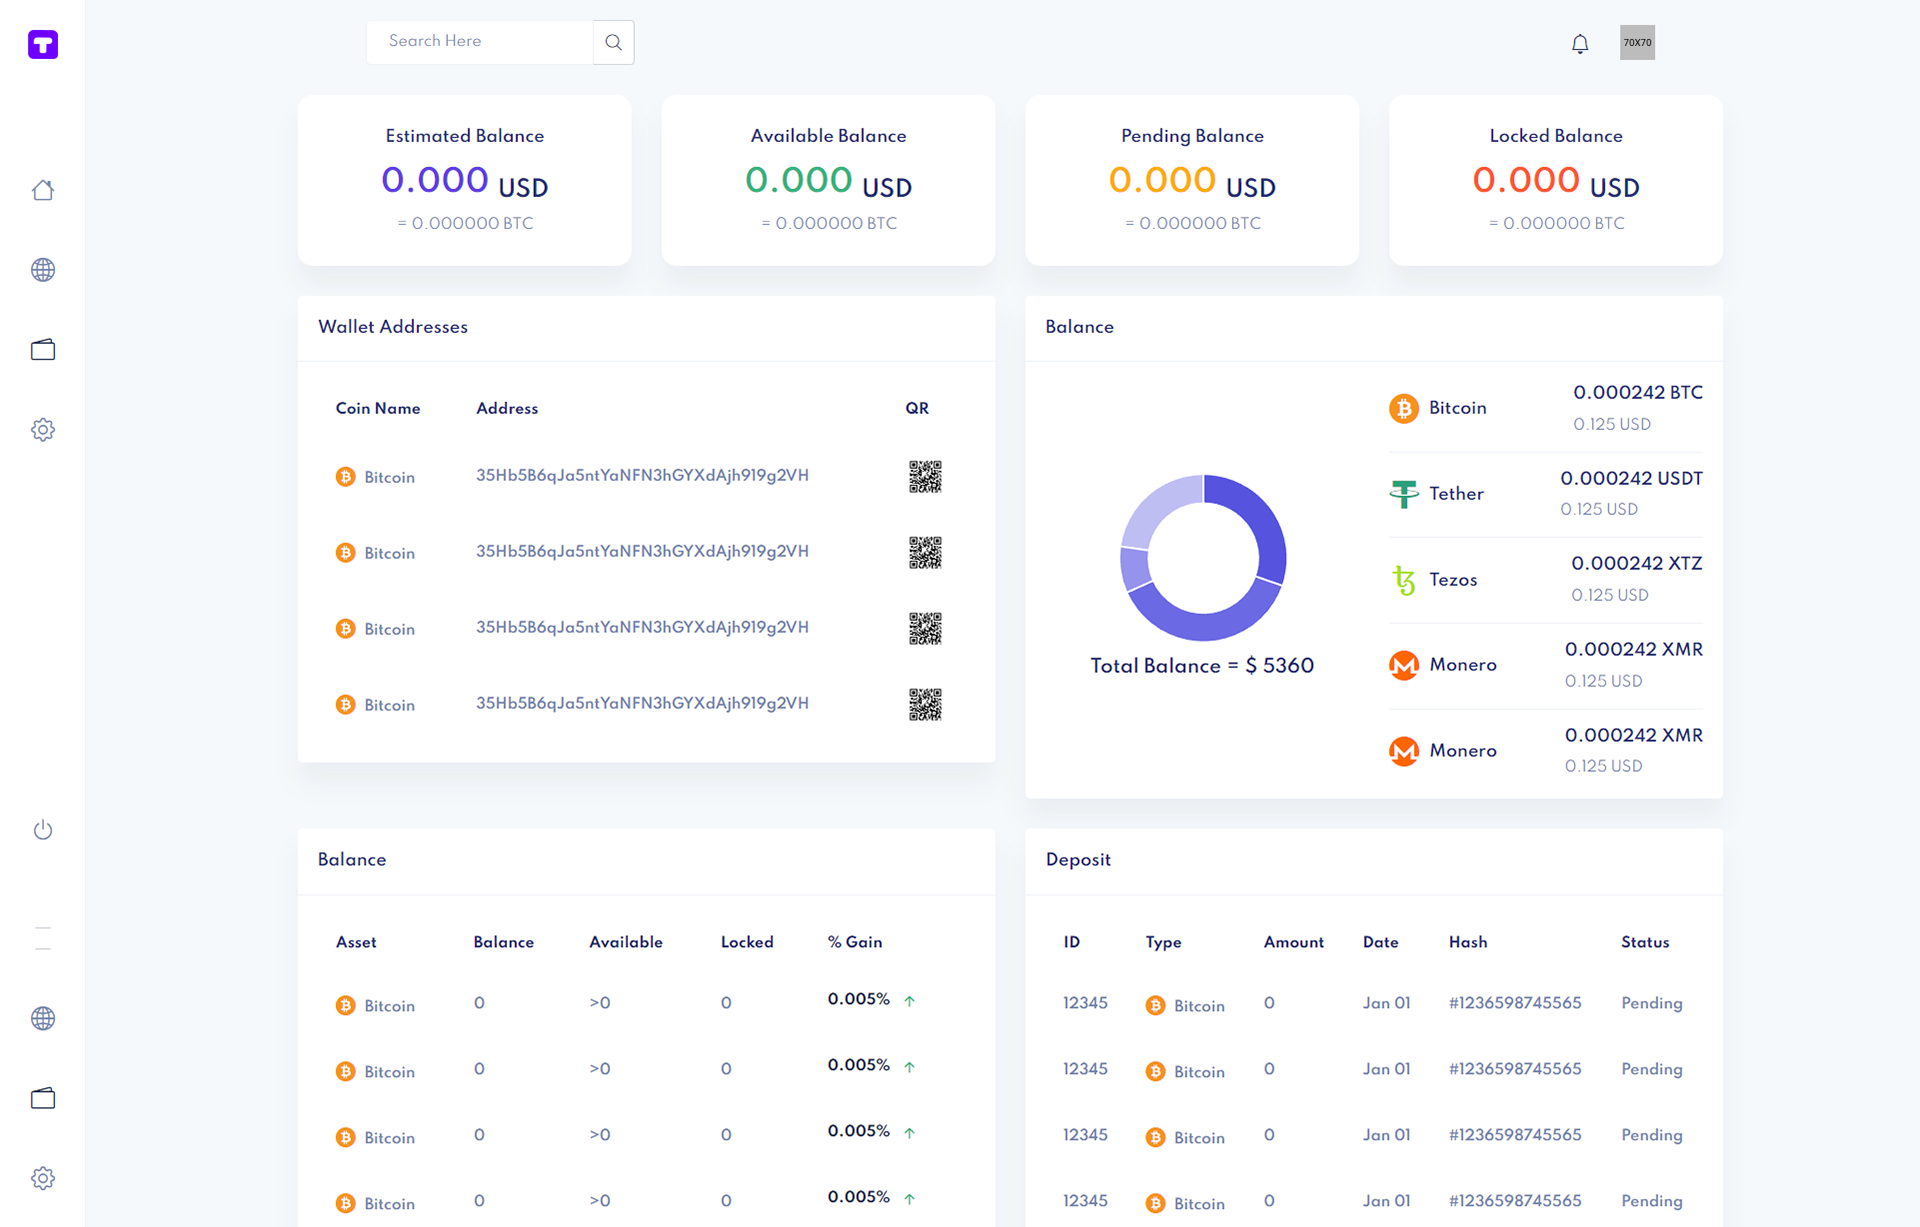 Search Here
70X70
Estimated Balance
0.000 USD
= 0.000000 BTC
Available Balance
0.000 USD
= 0.000000 BTC
Pending Balance
0.000 USD
= 0.000000 BTC
Locked Balance
0.000 USD
= 0.000000 BTC
Wallet Addresses
Coin Name Address QR
Bitcoin 35Hb5B6qJa5ntYaNFN3hGYXdAjh919g2VH
Bitcoin 35Hb5B6qJa5ntYaNFN3hGYXdAjh919g2VH
Bitcoin 35Hb5B6qJa5ntYaNFN3hGYXdAjh919g2VH
Bitcoin 35Hb5B6qJa5ntYaNFN3hGYXdAjh919g2VH
Balance
Total Balance = $ 5360
Bitcoin 0.000242 BTC
0.125 USD
Tether 0.000242 USDT
0.125 USD
Tezos 0.000242 XTZ
0.125 USD
Monero 0.000242 XMR
0.125 USD
Monero 0.000242 XMR
0.125 USD
Balance
Asset Balance Available Locked % Gain
Bitcoin 0 >0 0 0.005%
Bitcoin 0 >0 0 0.005%
Bitcoin 0 >0 0 0.005%
Bitcoin 0 >0 0 0.005%
Deposit
ID Type Amount Date Hash Status
12345 Bitcoin 0 Jan 01 #1236598745565 Pending
12345 Bitcoin 0 Jan 01 #1236598745565 Pending
12345 Bitcoin 0 Jan 01 #1236598745565 Pending
12345 Bitcoin 0 Jan 01 #1236598745565 Pending